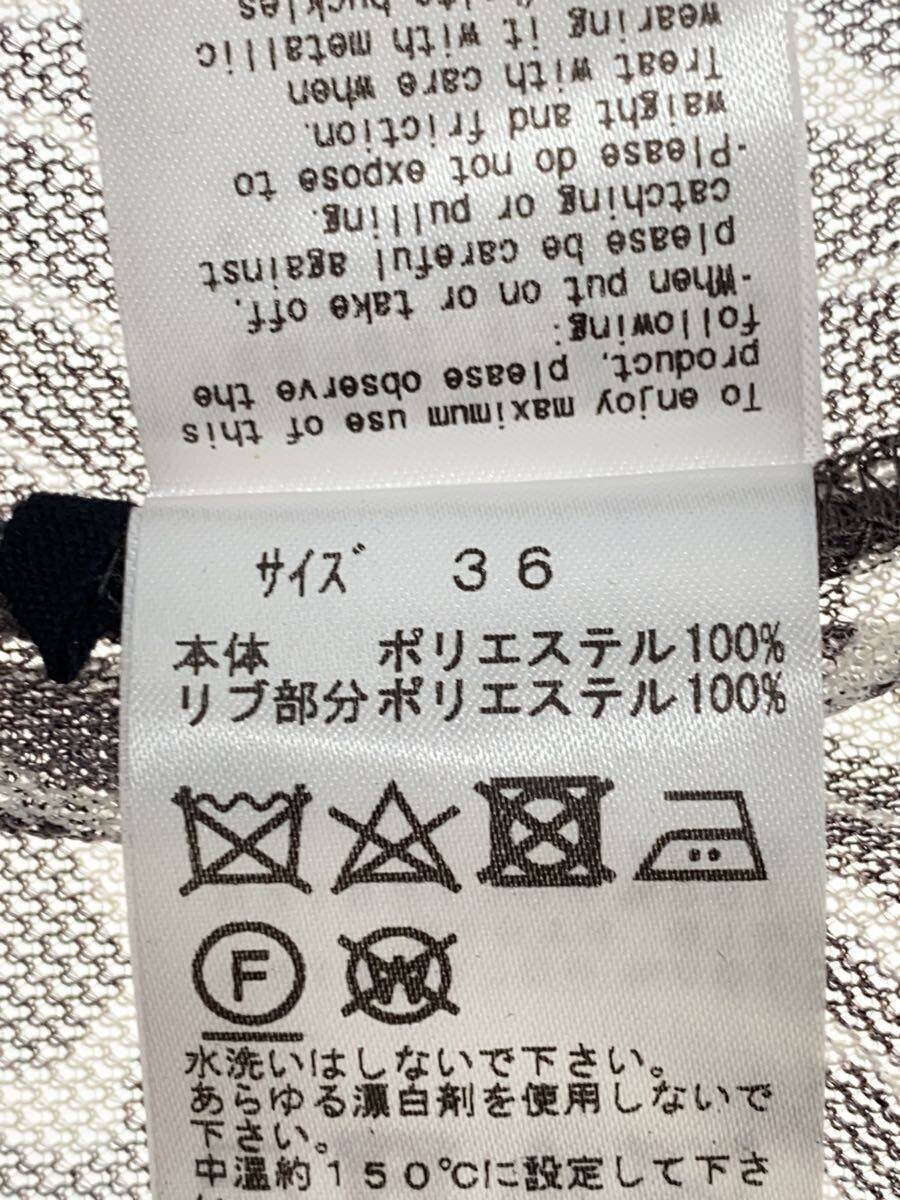 To enjoy maximum use of this
product, please observe the
following:
-When put on or take off,
please be careful against
catching or pulling.
-Please do not expose to
waight and friction.
Treat with care when
wearing it with metallic
buckles
サイズ 36
本体 ポリエステル100%
リブ部分ポリエステル100%
F
W
水洗いはしないで下さい。
あらゆる漂白剤を使用しないで
下さい。
中温約150℃に設定して下さ